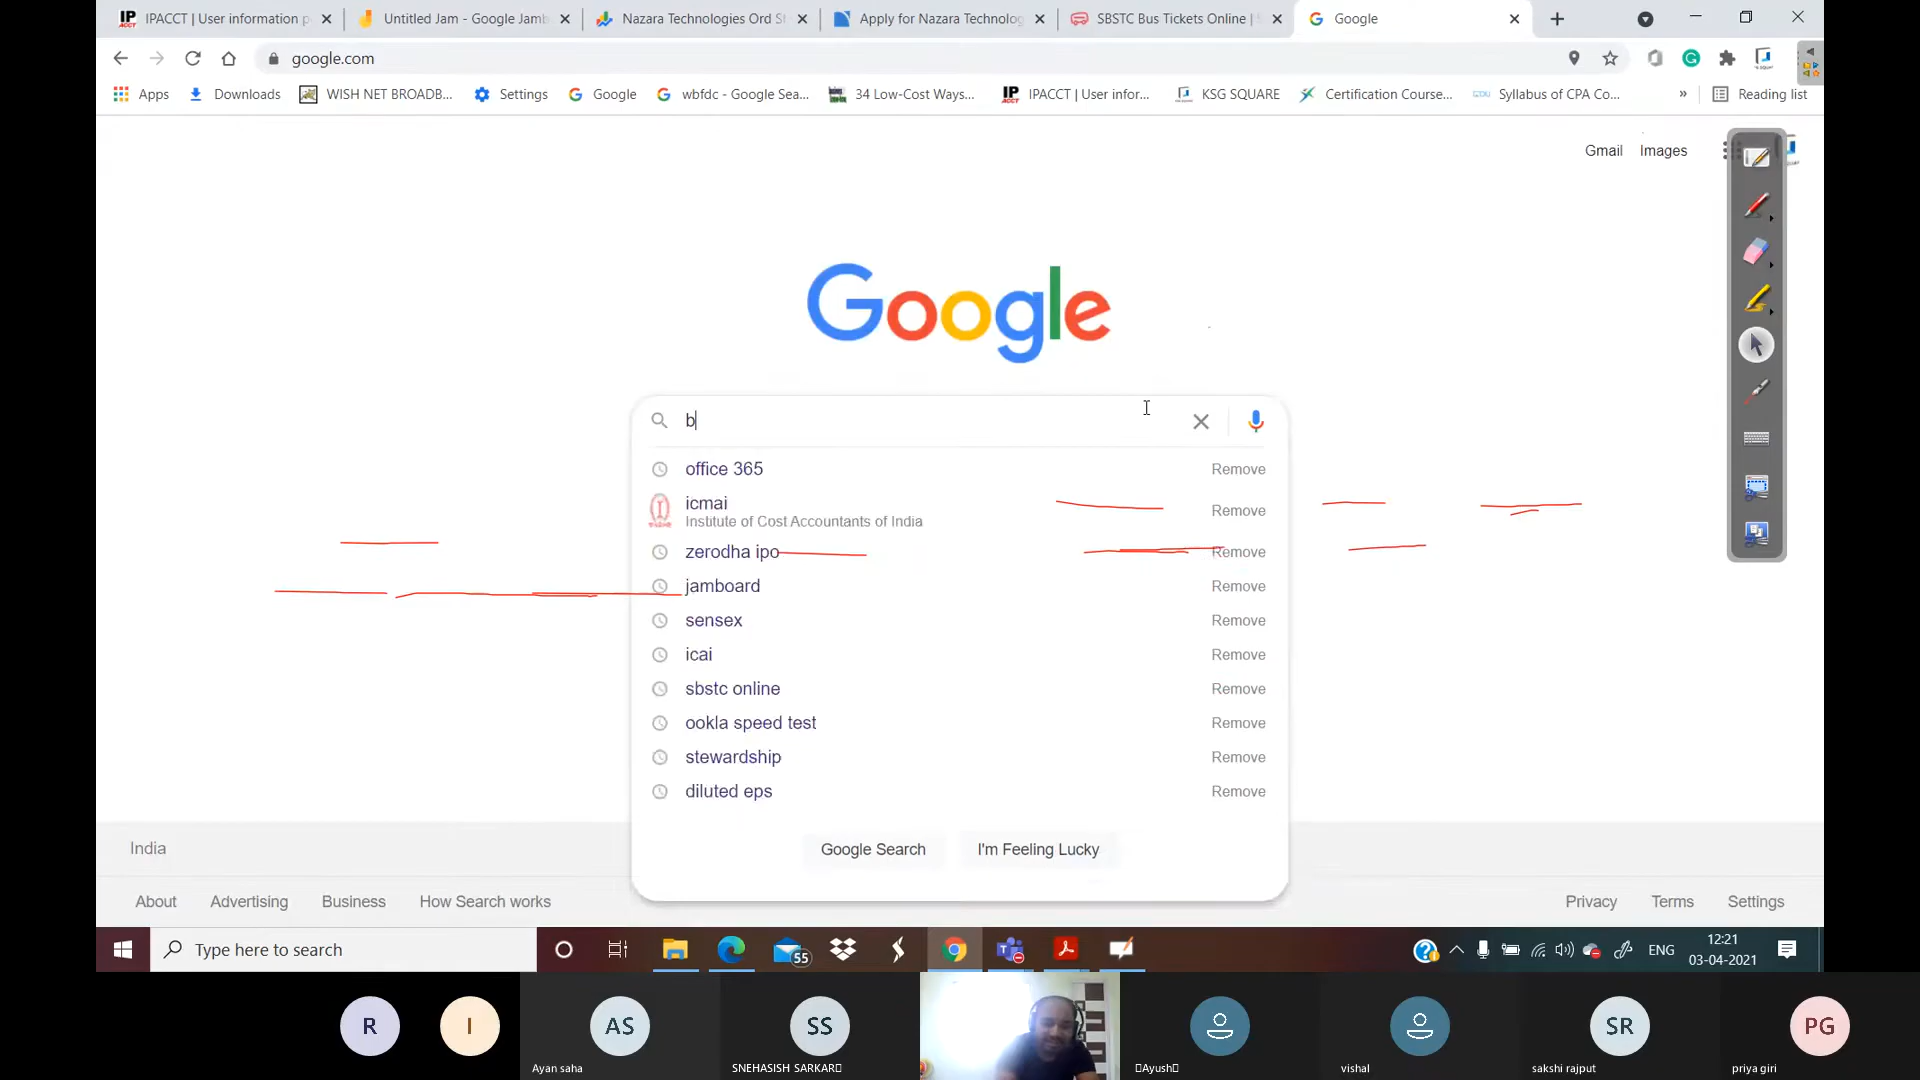 IPACCT | User information p
Untitled Jam - Google Jamb
Nazara Technologies Ord S
Apply for Nazara Technolog
SBSTC Bus Tickets Online |
Google
google.com
Apps
Downloads
WISH NET BROADB...
Settings
Google
wbfdc - Google Sea...
34 Low-Cost Ways...
IPACCT | User infor...
KSG SQUARE
Certification Course...
Syllabus of CPA Co...
»
Reading list
Gmail
Images
Google
b
office 365
Remove
icmai
Institute of Cost Accountants of India
Remove
zerodha ipo
Remove
jamboard
Remove
sensex
Remove
icai
Remove
sbstc online
Remove
ookla speed test
Remove
stewardship
Remove
diluted eps
Remove
Google Search
I'm Feeling Lucky
India
About
Advertising
Business
How Search works
Privacy
Terms
Settings
Type here to search
55
ENG
12:21
03-04-2021
R
I
AS
SS
SR
PG
Ayan saha
SNEHASISH SARKAR
Ayush
vishal
sakshi rajput
priya giri